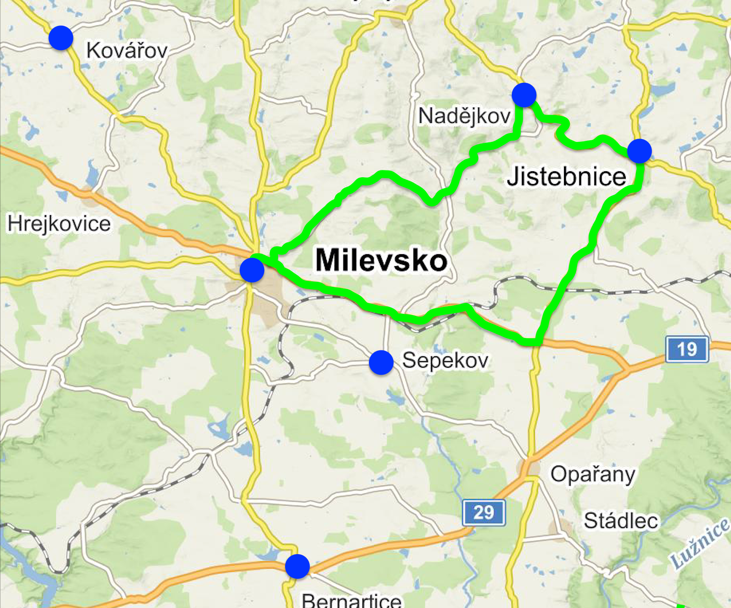 Kovářov
Nadějkov
Jistebnice
Hrejkovice
Milevsko
Sepekov
19
Opařany
29
Stádlec
Lužnice
Bernartice